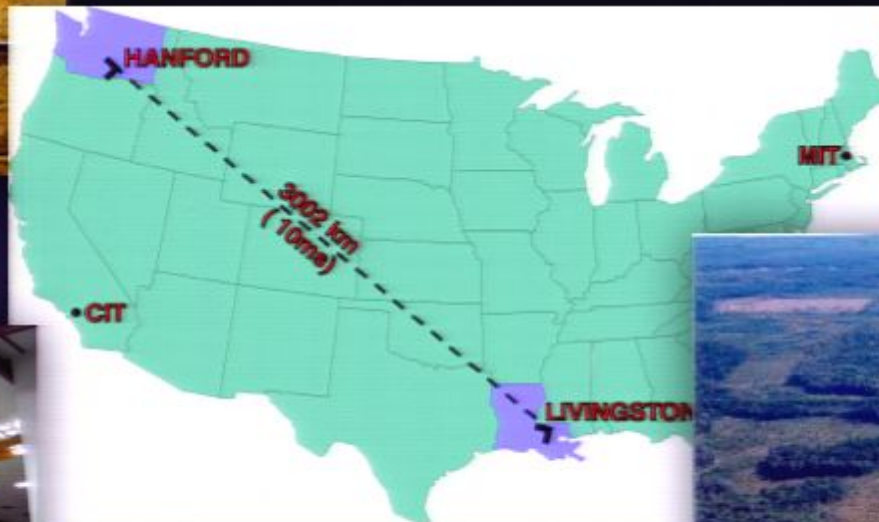 HANFORD
MIT
3002 km
( 10ms)
CIT
LIVINGSTON